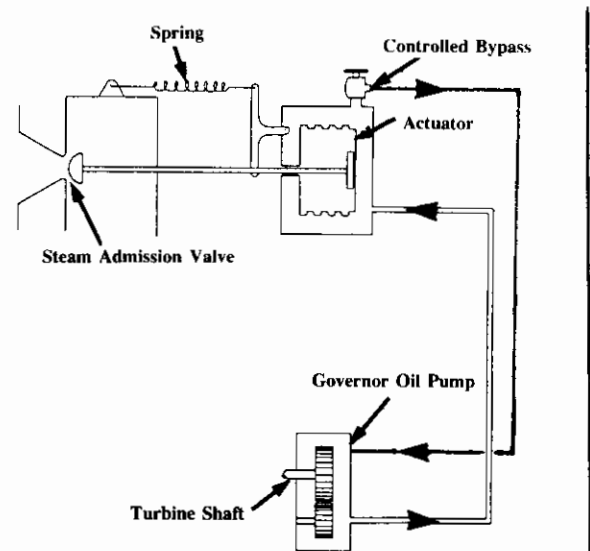 Spring
Controlled Bypass
Actuator
Steam Admission Valve
Governor Oil Pump
Turbine Shaft